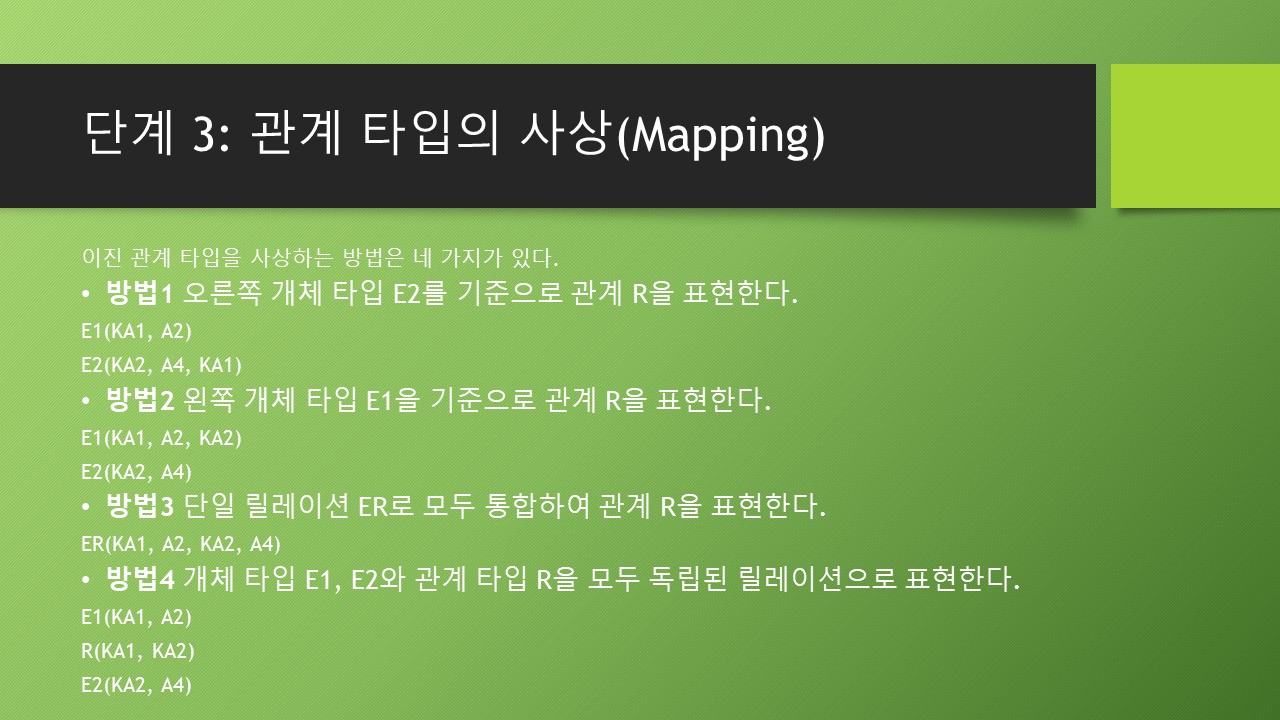 단계 3: 관계 타입의 사상(Mapping)
이진 관계 타입을 사상하는 방법은 네 가지가 있다.
• 방법1 오른쪽 개체 타입 E2를 기준으로 관계 R을 표현한다.
E1(KA1, A2)
E2(KA2, A4, KA1)
• 방법2 왼쪽 개체 타입 E1을 기준으로 관계 R을 표현한다.
E1(KA1, A2, KA2)
E2(KA2, A4)
• 방법3 단일 릴레이션 ER로 모두 통합하여 관계 R을 표현한다.
ER(KA1, A2, KA2, A4)
• 방법4 개체 타입 E1, E2와 관계 타입 R을 모두 독립된 릴레이션으로 표현한다.
E1(KA1, A2)
R(KA1, KA2)
E2(KA2, A4)